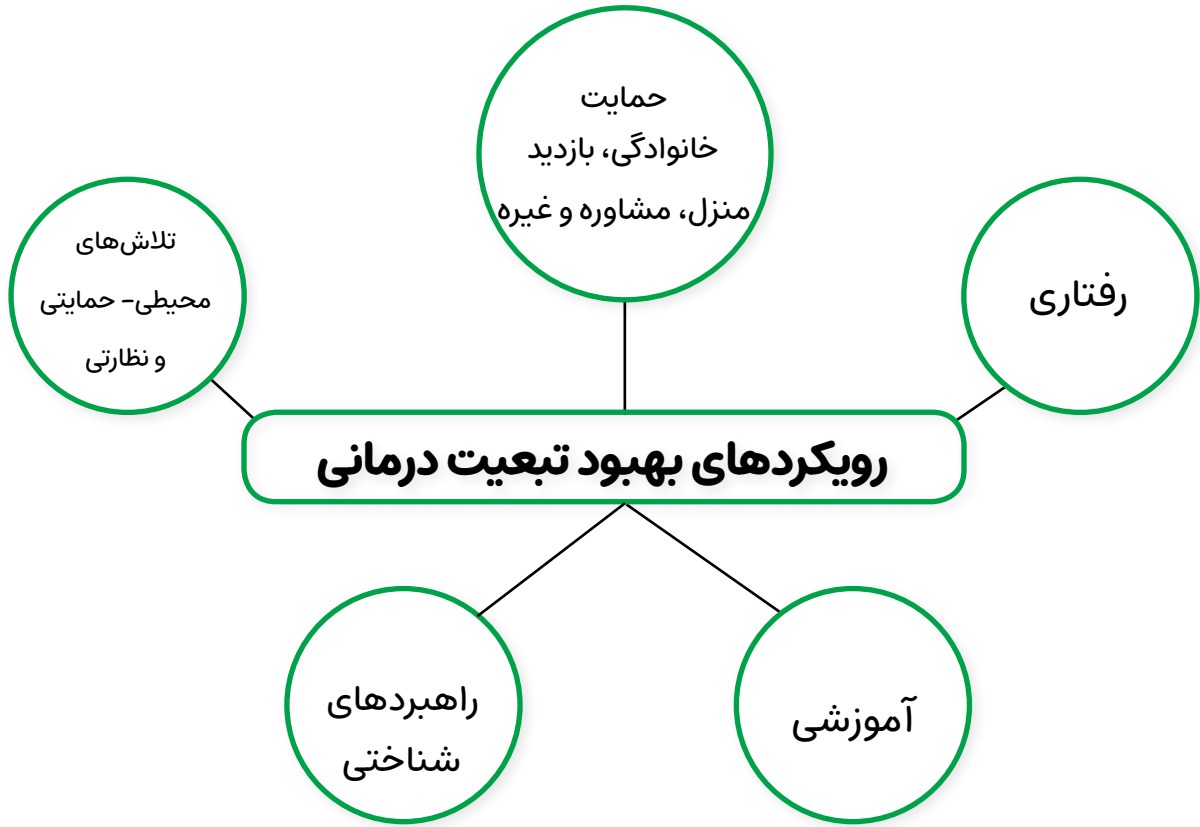 حمایت
خانوادگی، بازدید
منزل، مشاوره و غیره
رفتاری
تلاش‌های
محیطی- حمایتی
و نظارتی
رویکردهای بهبود تبعیت درمانی
آموزشی
راهبردهای
شناختی